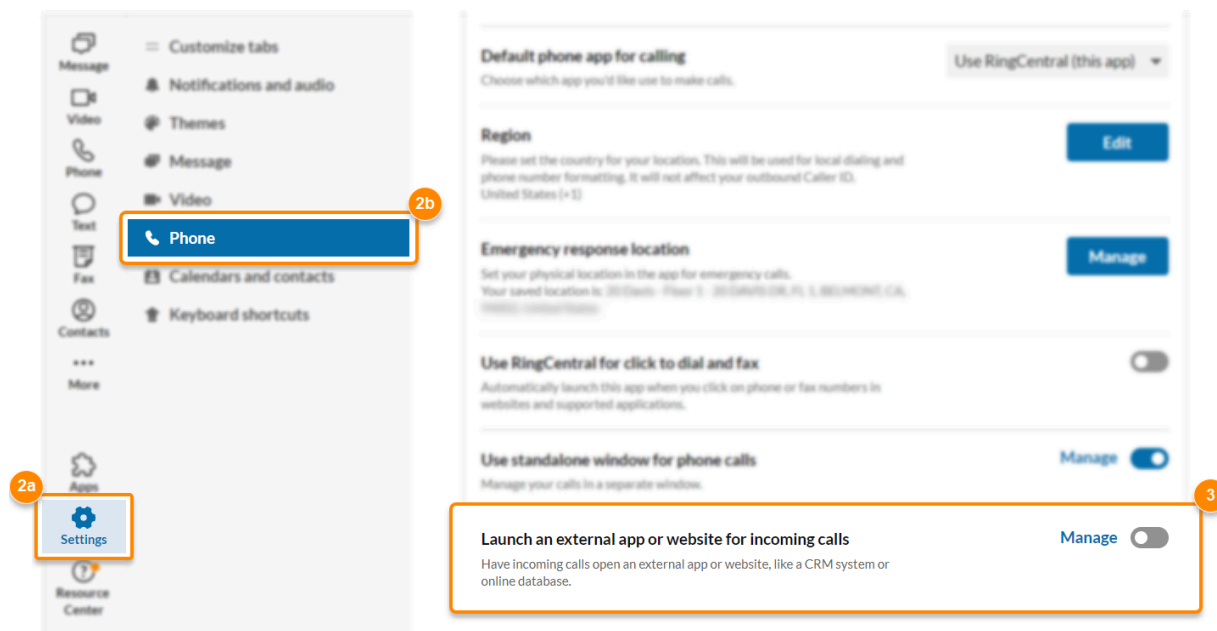 Message
Video
Phone
Text
Fax
Contacts
More
Apps
2a
Settings
Resource
Center
Customize tabs
Notifications and audio
Themes
Message
Video
2b
Phone
Calendars and contacts
Keyboard shortcuts
Default phone app for calling
Choose which app you'd like use to make calls.
Use RingCentral (this app)
Region
Please set the country for your location. This will be used for local dialing and
phone number formatting. It will not affect your outbound Caller ID.
United States (+1)
Edit
Emergency response location
Set your physical location in the app for emergency calls.
Your saved location is:
Manage
Use RingCentral for click to dial and fax
Automatically launch this app when you click on phone or fax numbers in
websites and supported applications.
Use standalone window for phone calls
Manage your calls in a separate window.
Manage
3
Launch an external app or website for incoming calls
Have incoming calls open an external app or website, like a CRM system or
online database.
Manage